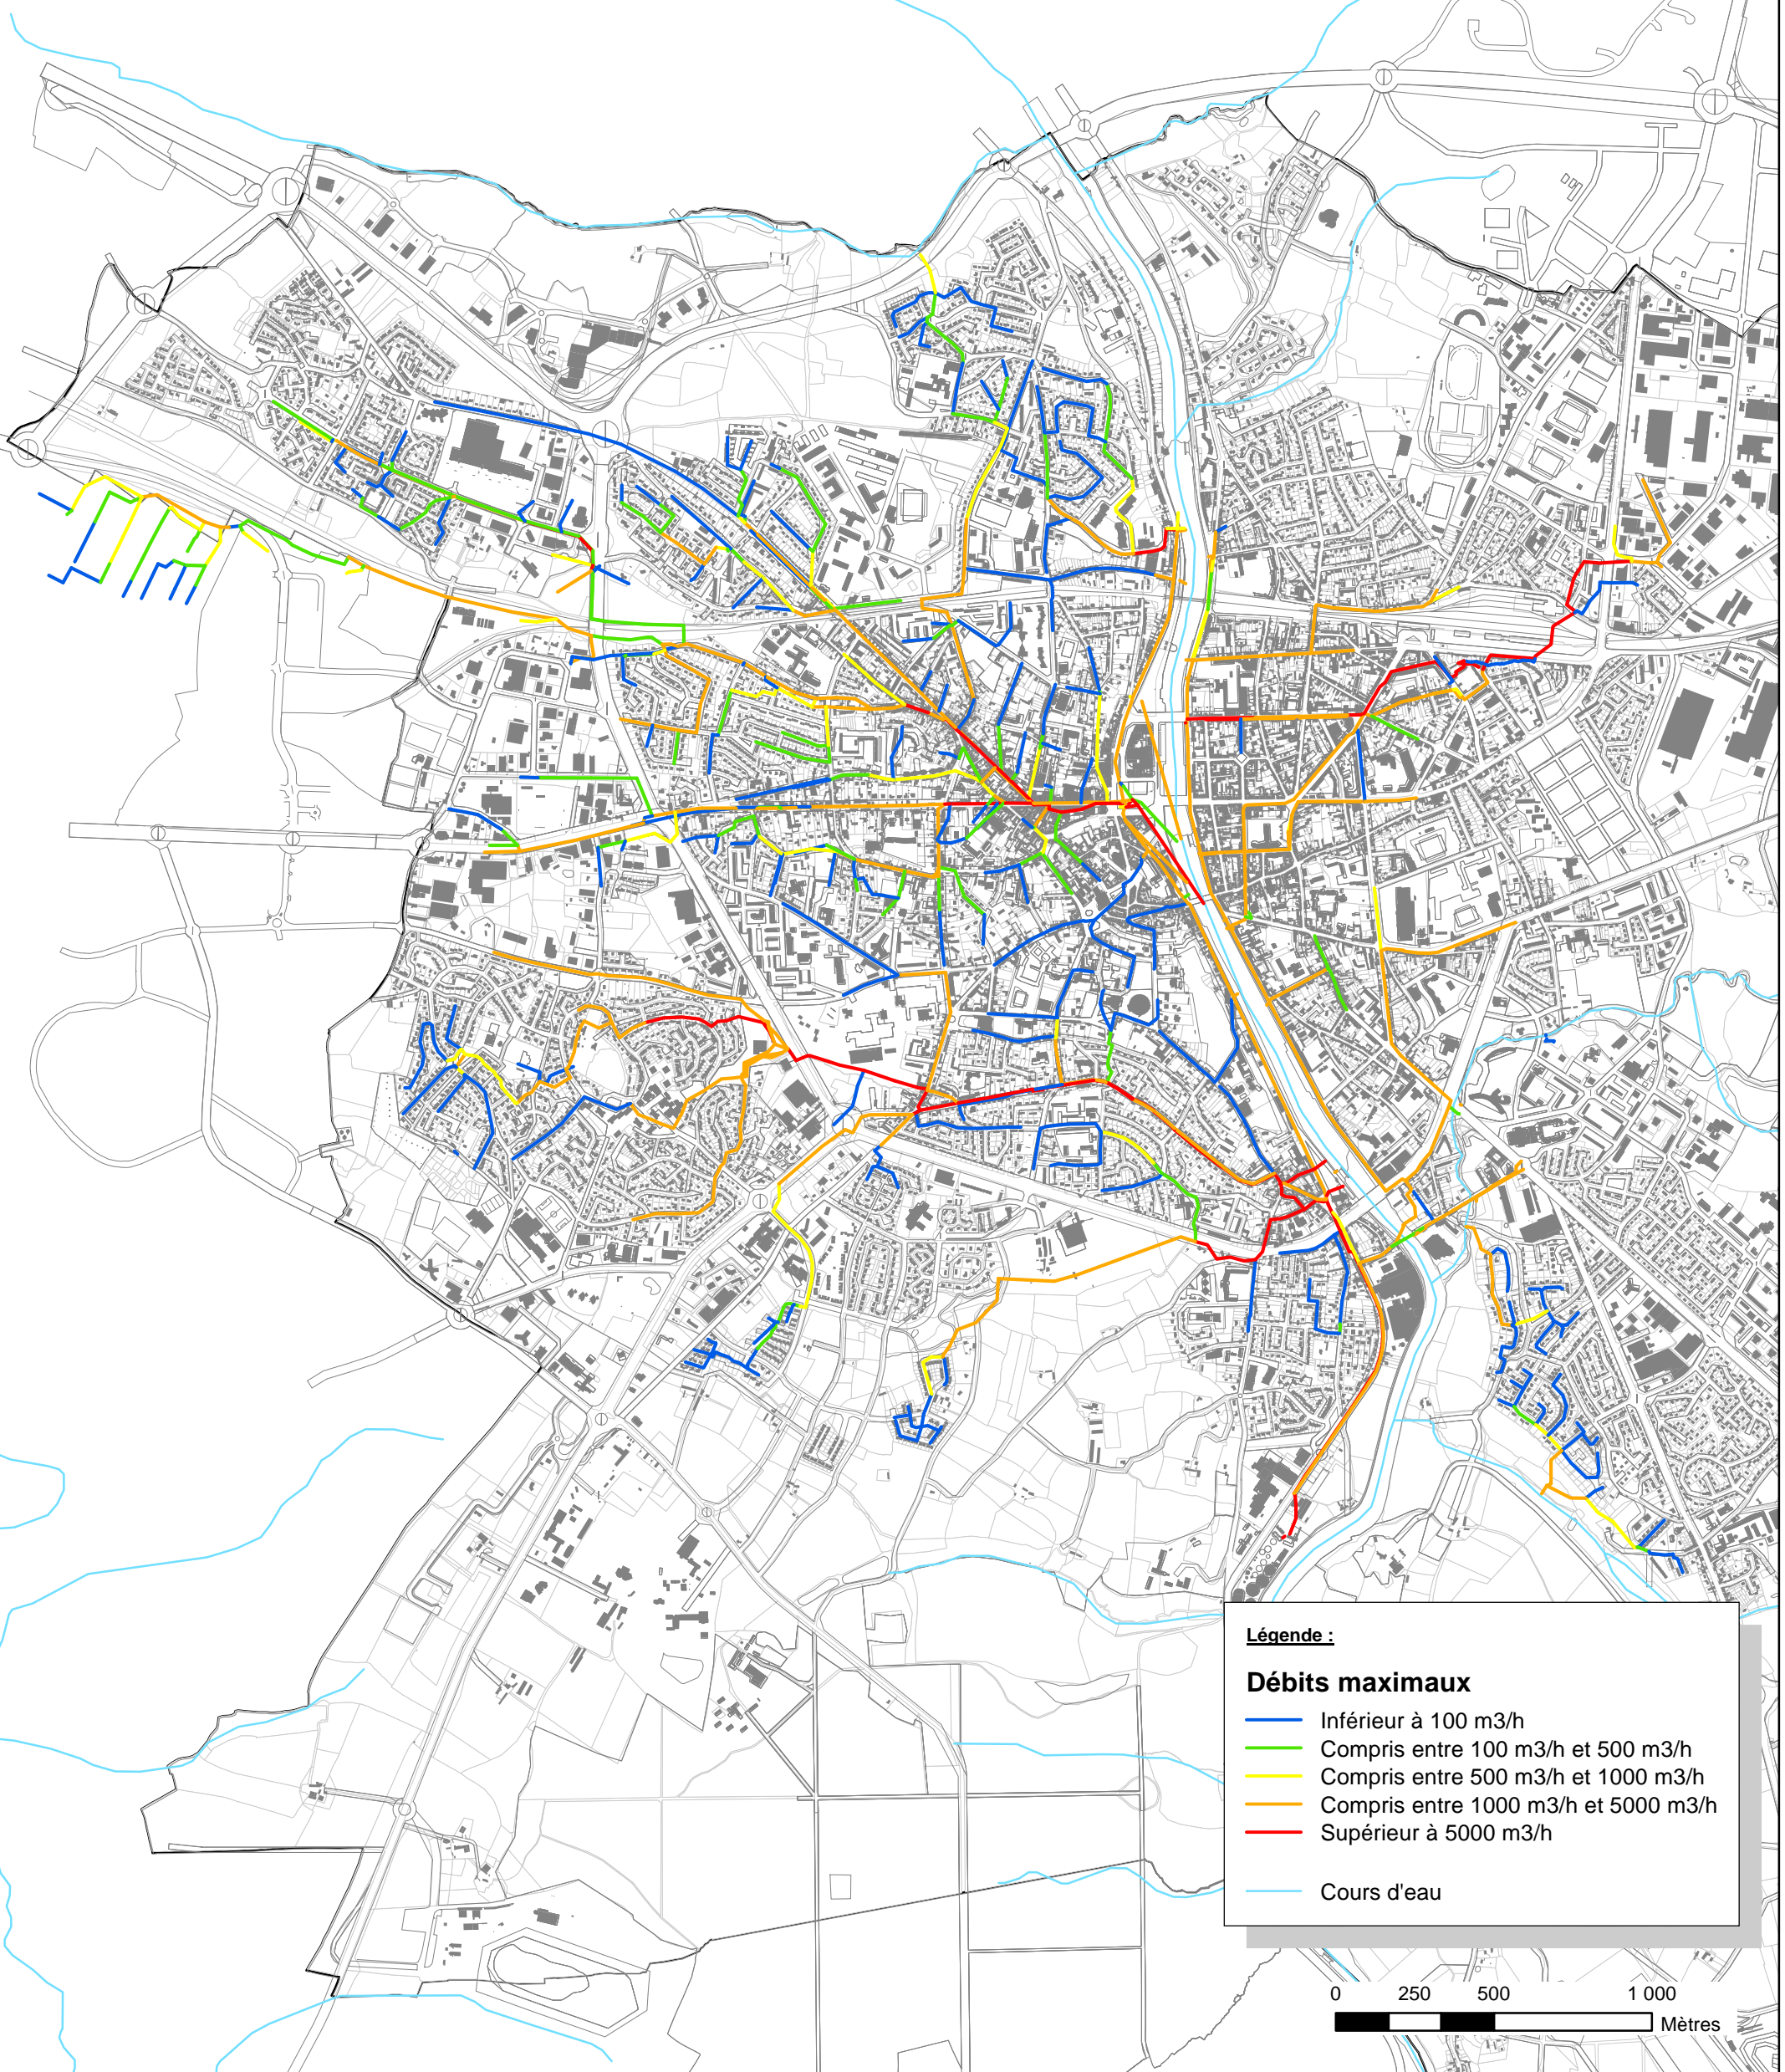 Légende :
Débits maximaux
Inférieur à 100 m3/h
Compris entre 100 m3/h et 500 m3/h
Compris entre 500 m3/h et 1000 m3/h
Compris entre 1000 m3/h et 5000 m3/h
Supérieur à 5000 m3/h
Cours d'eau
0 250 500 1 000
Mètres